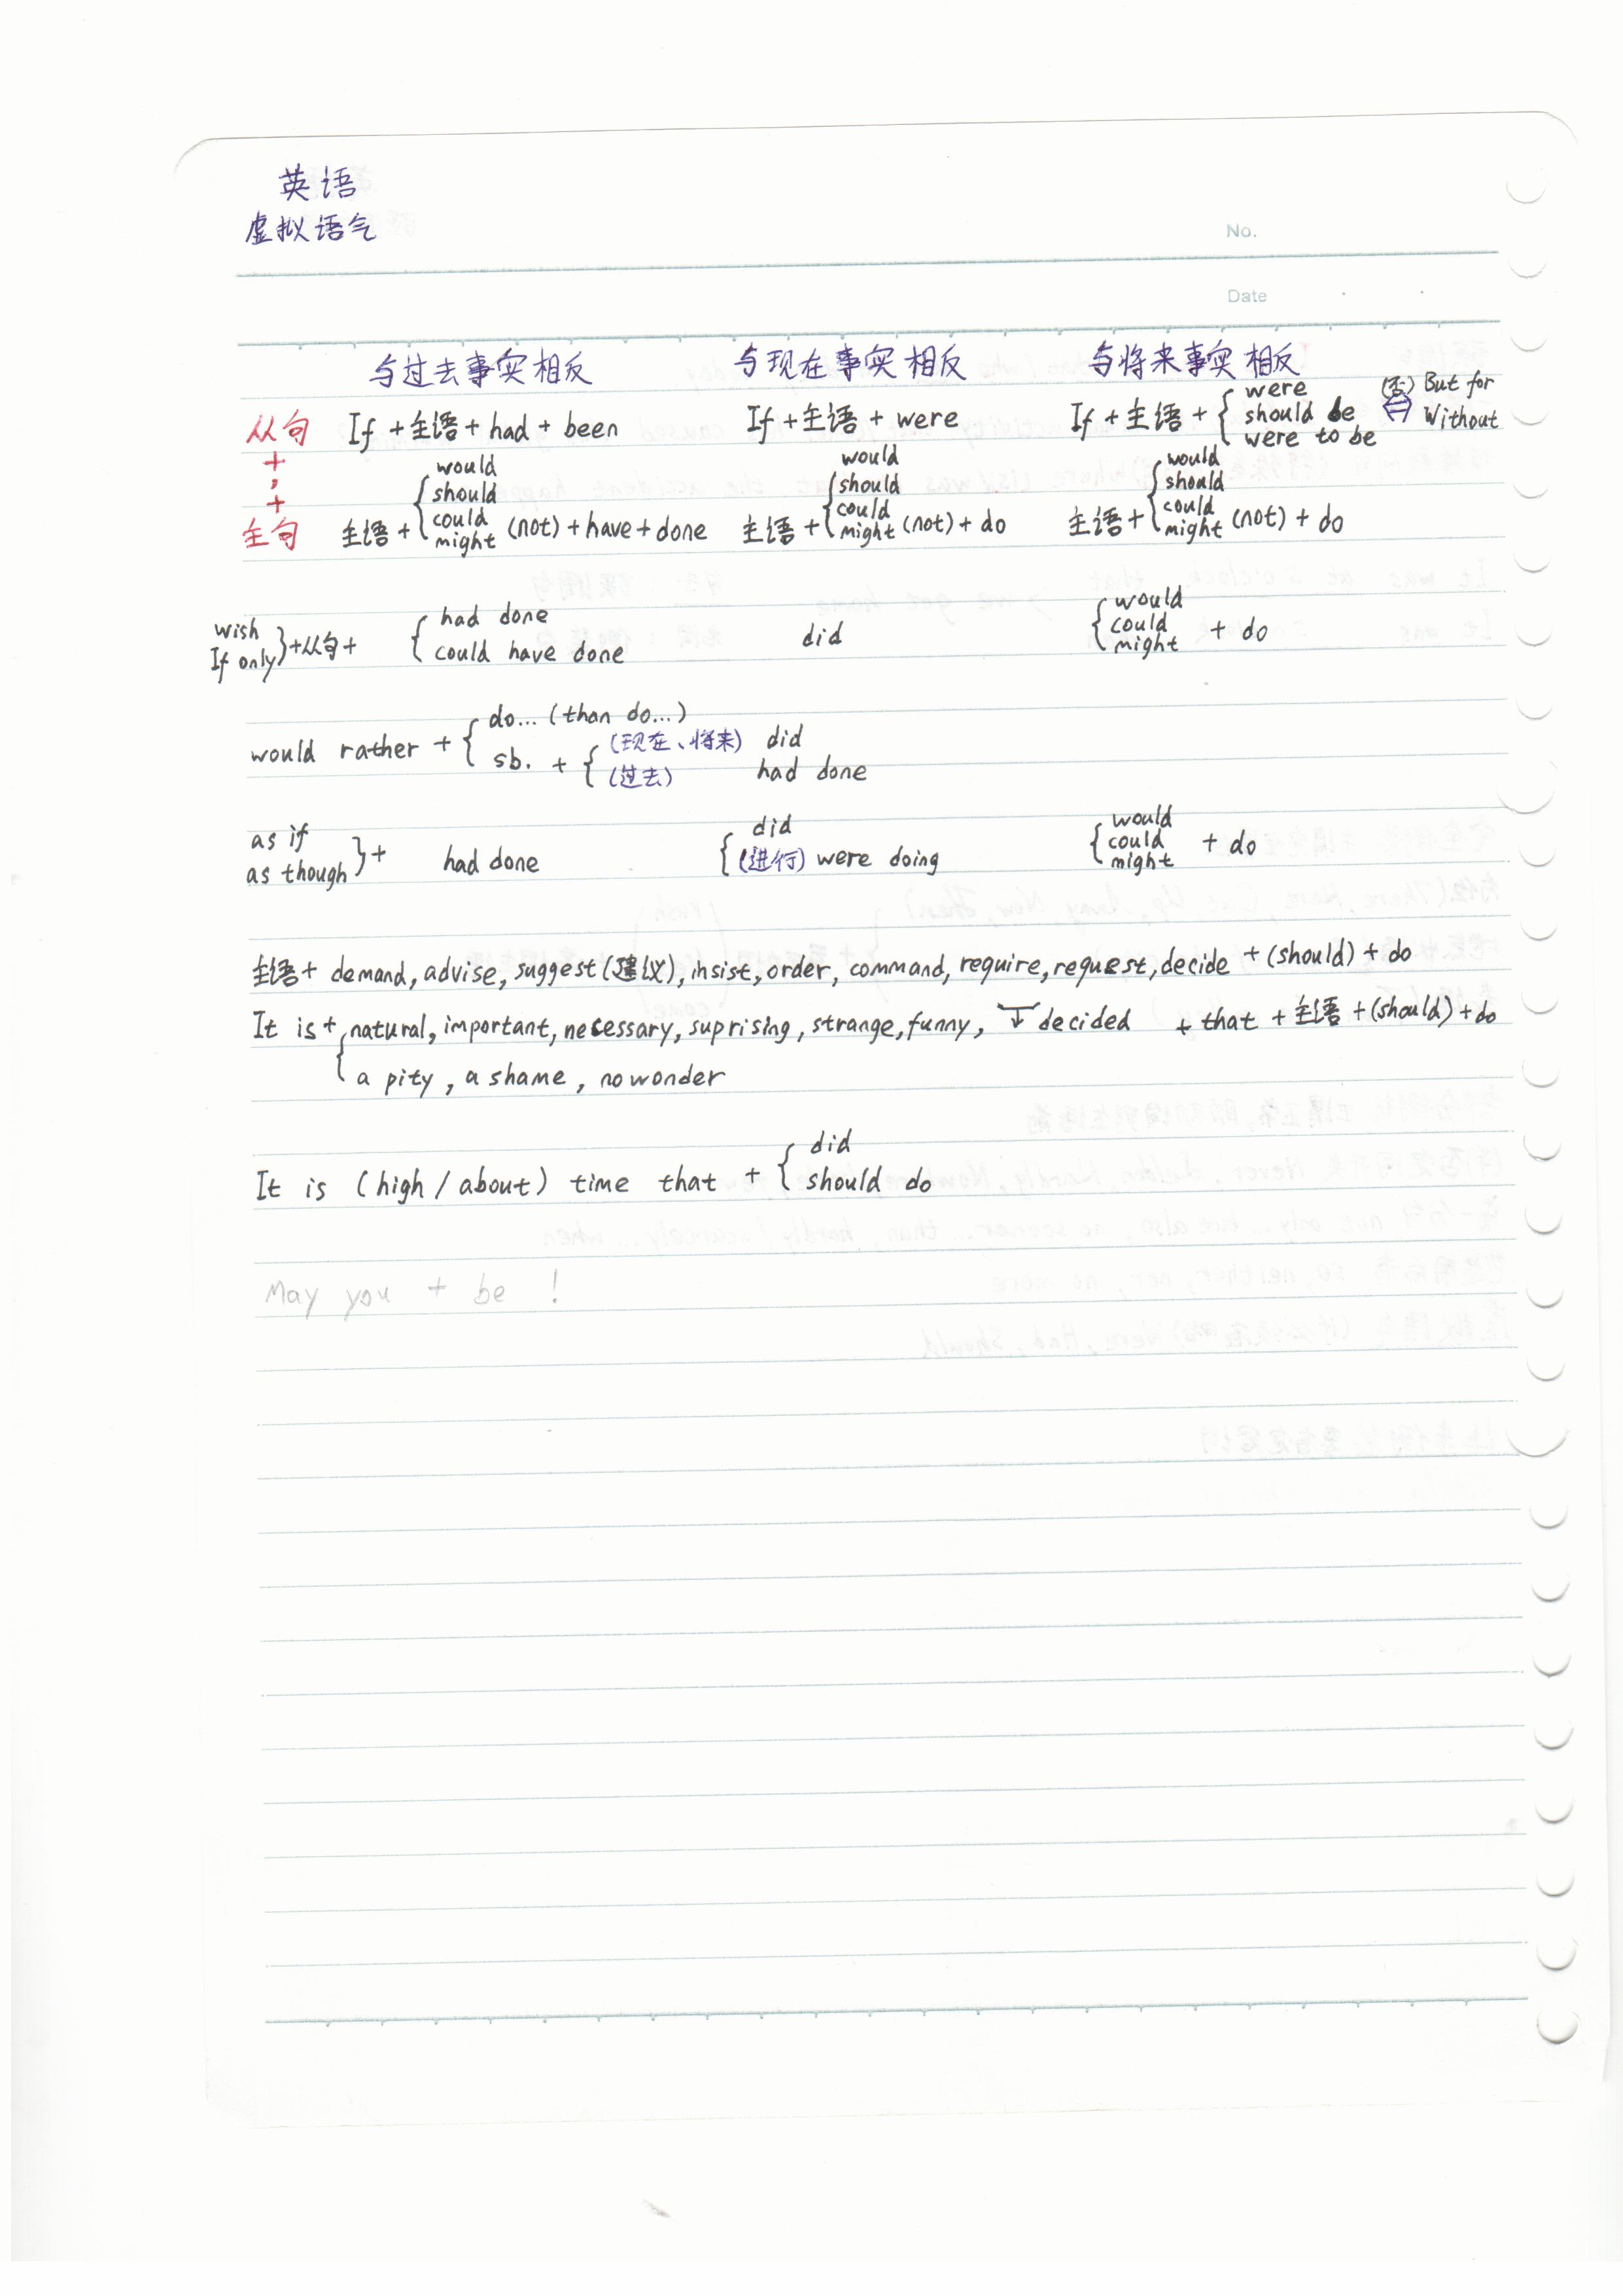 英语
虚拟语气
No.
Date
与过去事实相反 与现在事实相反 与将来事实相反
从句 If + 主语 + had + been If + 主语 + were If + 主语 + { were should be were to be (否) ⇔ But for Without
+
,
+
主句 主语 + { would should could might (not) + have + done 主语 + { would should could might (not) + do 主语 + { would should could might (not) + do
wish If only } + 从句 + { had done could have done did { would could might + do
would rather + { do... (than do...)
sb. + { (现在、将来) did
(过去) had done
as if as though } + had done { did (进行) were doing { would could might + do
主语 + demand, advise, suggest (建议), insist, order, command, require, request, decide + (should) + do
It is + { natural, important, necessary, suprising, strange, funny, decided + that + 主语 + (should) + do
a pity, a shame, no wonder
It is (high / about) time that + { did should do
May you + be !